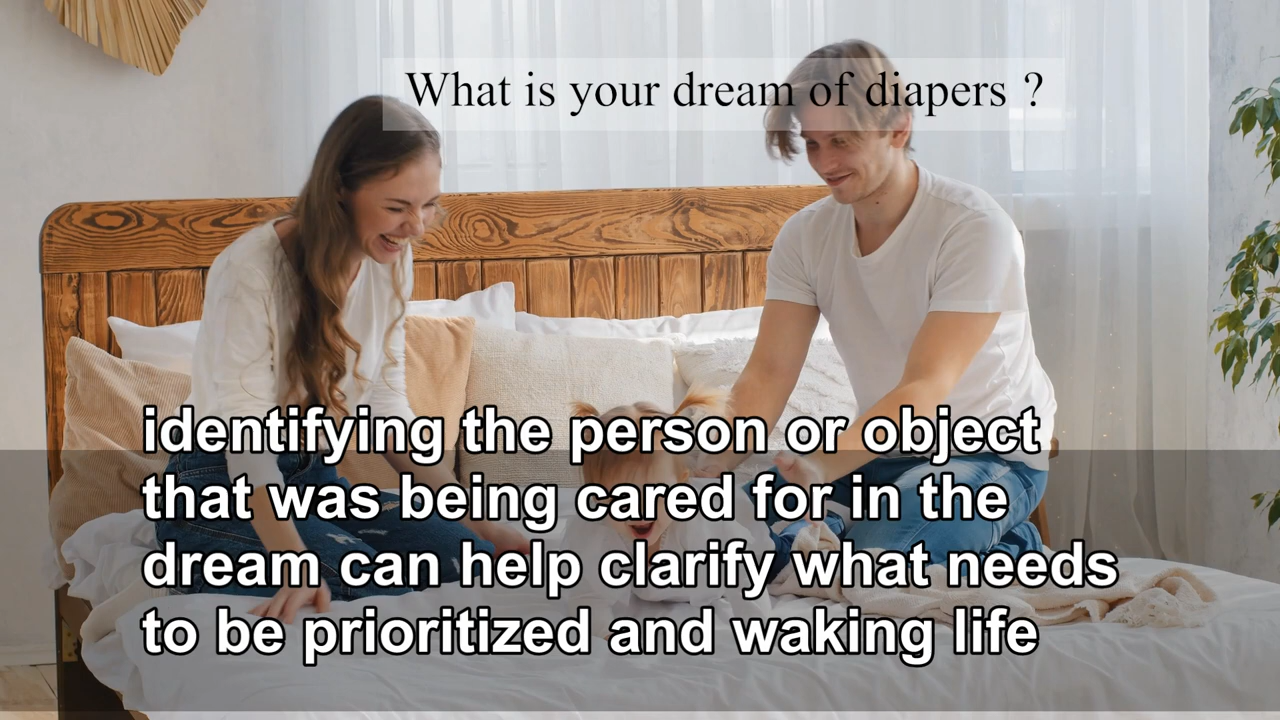 What is your dream of diapers ?
identifying the person or object
that was being cared for in the
dream can help clarify what needs
to be prioritized and waking life